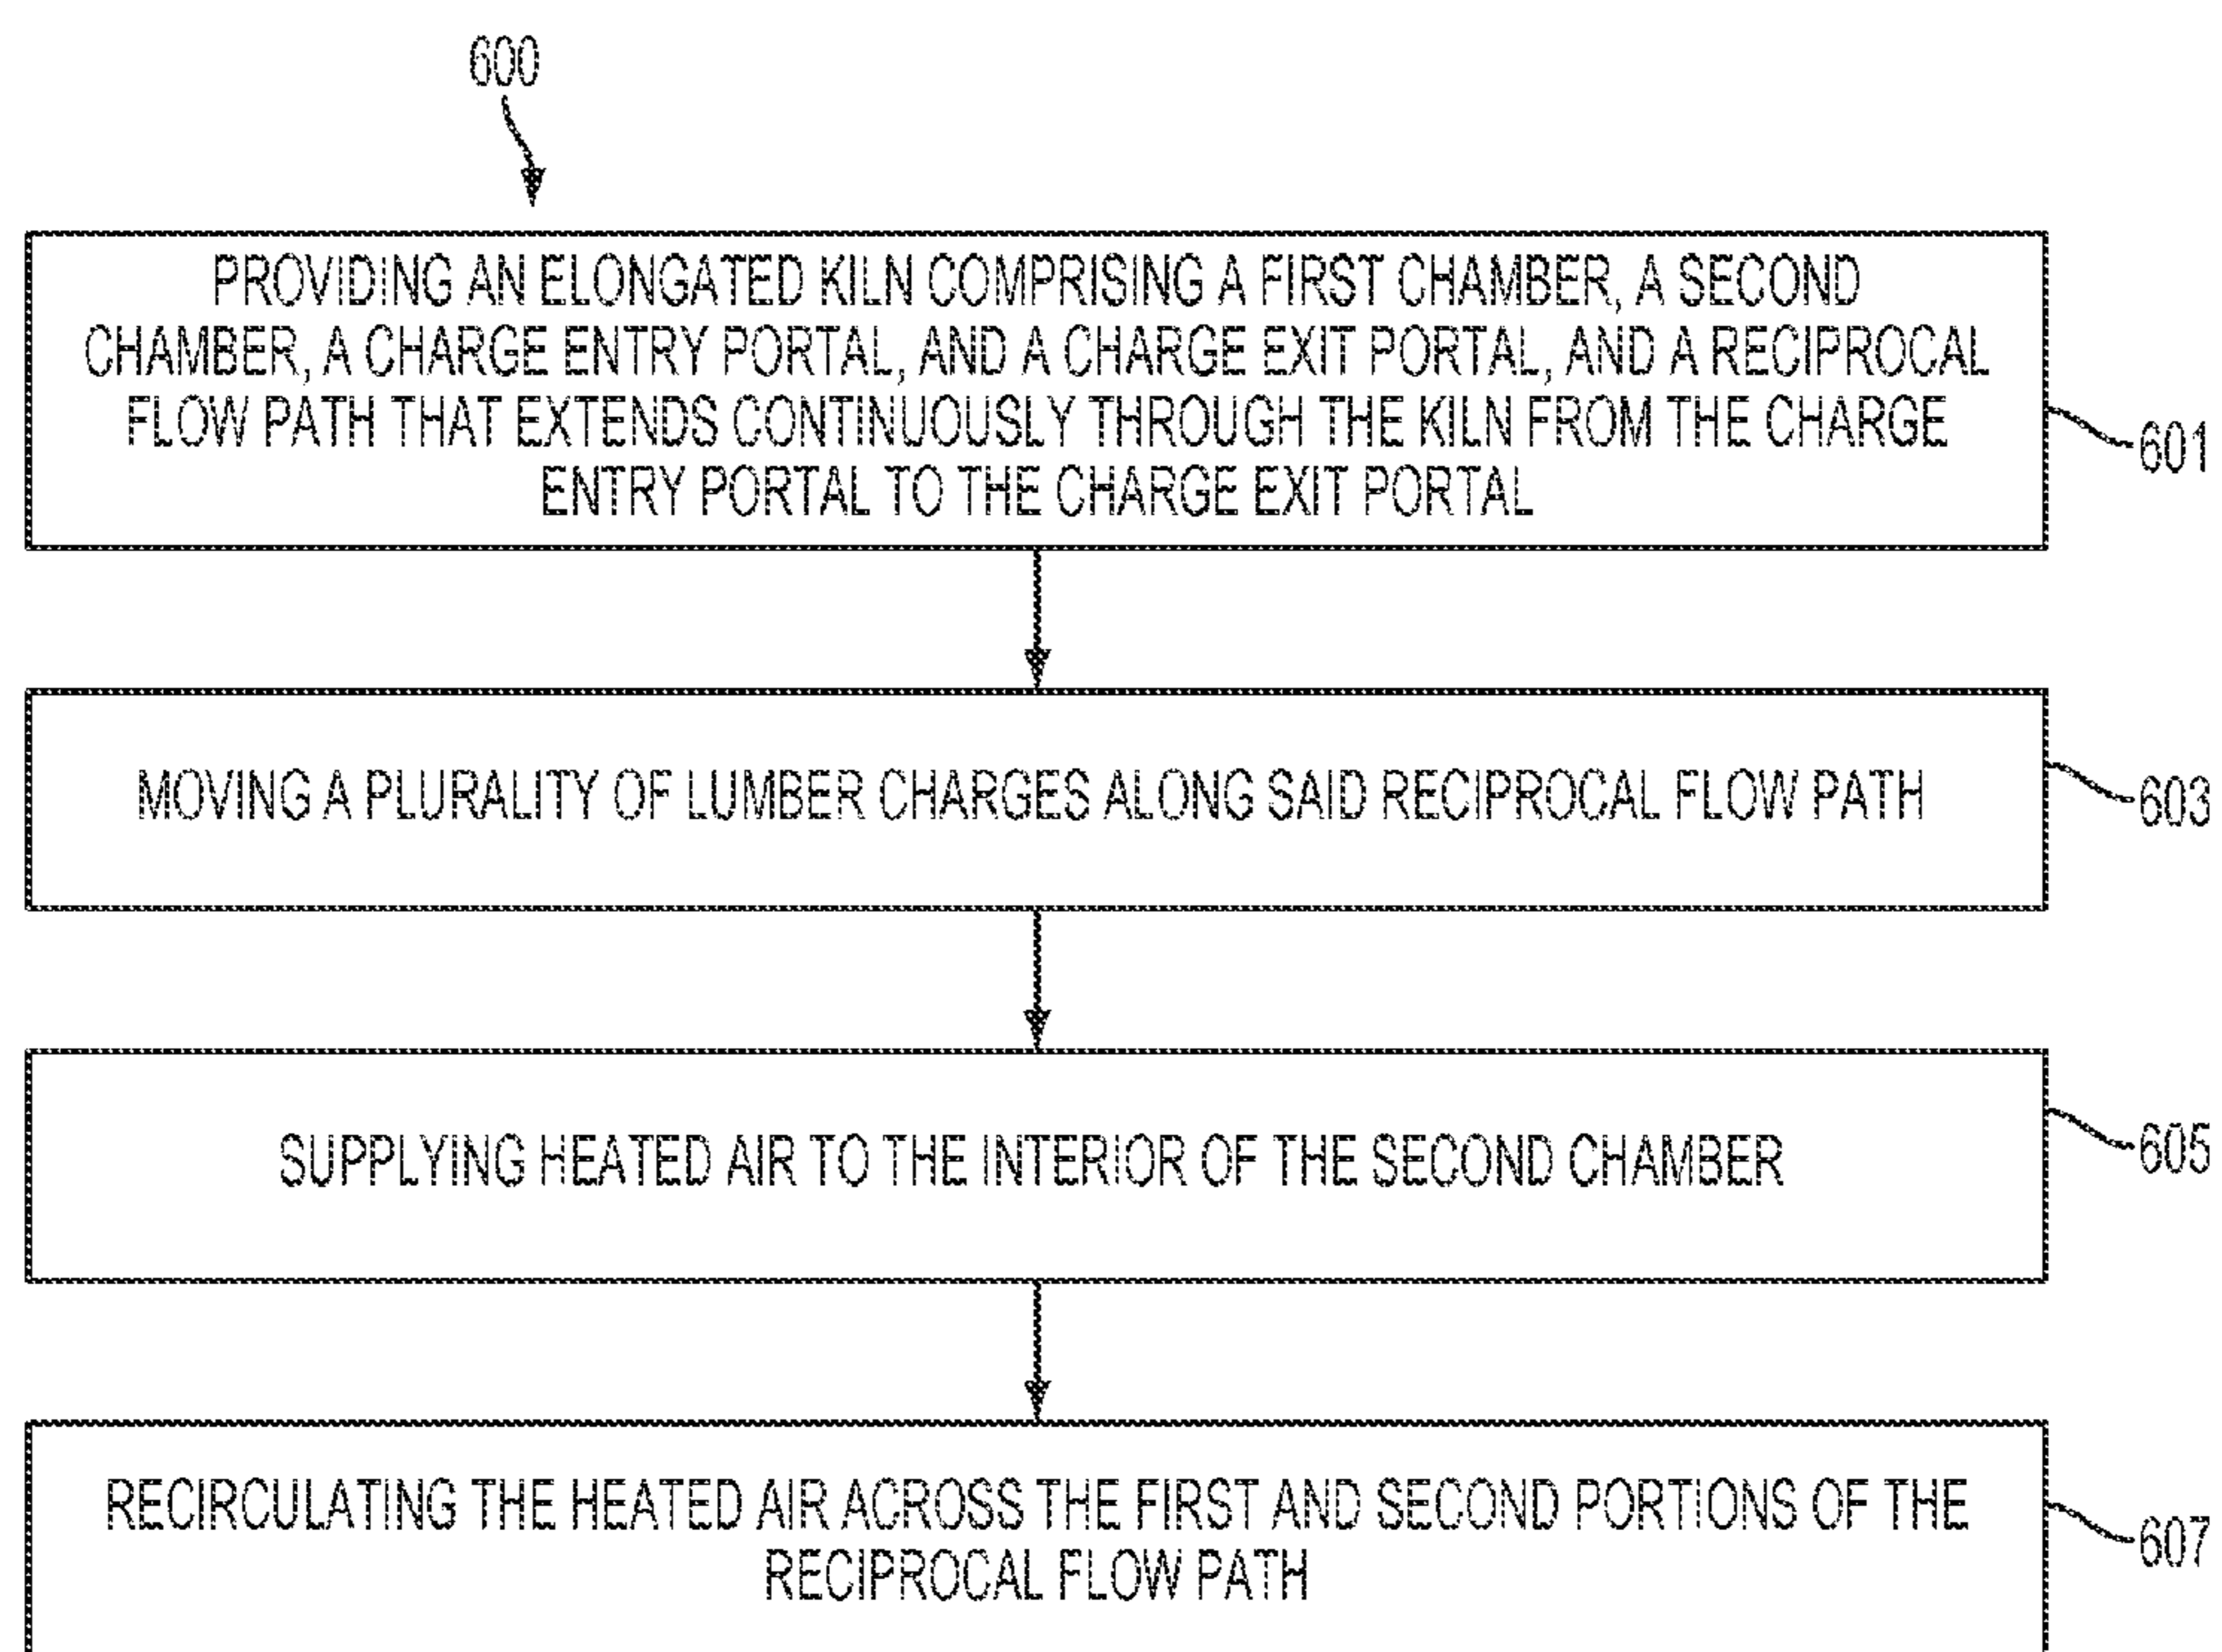 600
PROVIDING AN ELONGATED KILN COMPRISING A FIRST CHAMBER, A SECOND
CHAMBER, A CHARGE ENTRY PORTAL, AND A CHARGE EXIT PORTAL, AND A RECIPROCAL
FLOW PATH THAT EXTENDS CONTINUOUSLY THROUGH THE KILN FROM THE CHARGE
ENTRY PORTAL TO THE CHARGE EXIT PORTAL
601
MOVING A PLURALITY OF LUMBER CHARGES ALONG SAID RECIPROCAL FLOW PATH
603
SUPPLYING HEATED AIR TO THE INTERIOR OF THE SECOND CHAMBER
605
RECIRCULATING THE HEATED AIR ACROSS THE FIRST AND SECOND PORTIONS OF THE
RECIPROCAL FLOW PATH
607